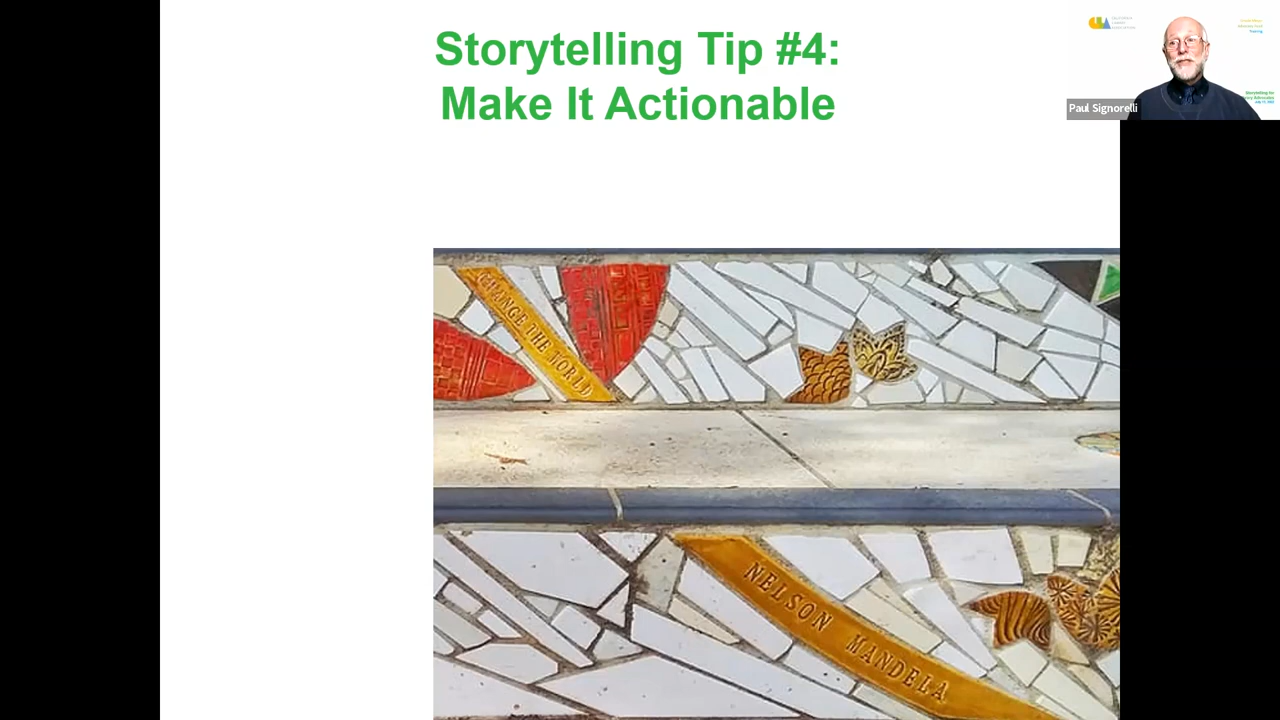 Storytelling Tip #4:
Make It Actionable
Paul Signorelli
CHANGE THE WORLD
NELSON MANDELA